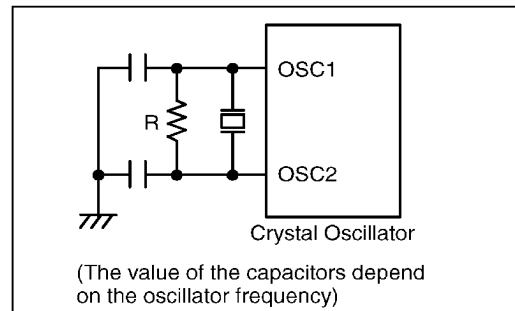 OSC1
R
OSC2
Crystal Oscillator
(The value of the capacitors depend
on the oscillator frequency)